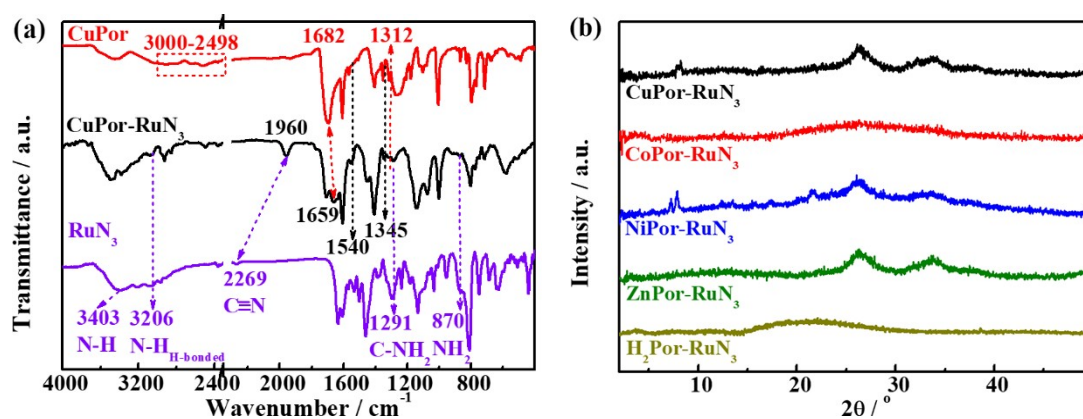 (a)
CuPor
3000-2498
1682
1312
CuPor-RuN3
1960
1659
1540
1345
RuN3
2269
C≡N
3403
N-H
3206
N-HH-bonded
1291
C-NH2
870
NH2
4000 3200 2400 2000 1600 1200 800
Wavenumber / cm-1
Transmittance / a.u.
(b)
CuPor-RuN3
CoPor-RuN3
NiPor-RuN3
ZnPor-RuN3
H2Por-RuN3
10 20 30 40
2θ / °
Intensity / a.u.